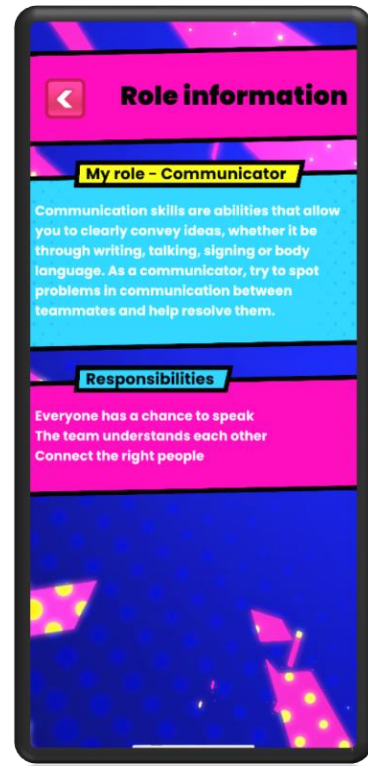 Role information
My role - Communicator
Communication skills are abilities that allow
you to clearly convey ideas, whether it be
through writing, talking, signing or body
language. As a communicator, try to spot
problems in communication between
teammates and help resolve them.
Responsibilities
Everyone has a chance to speak
The team understands each other
Connect the right people